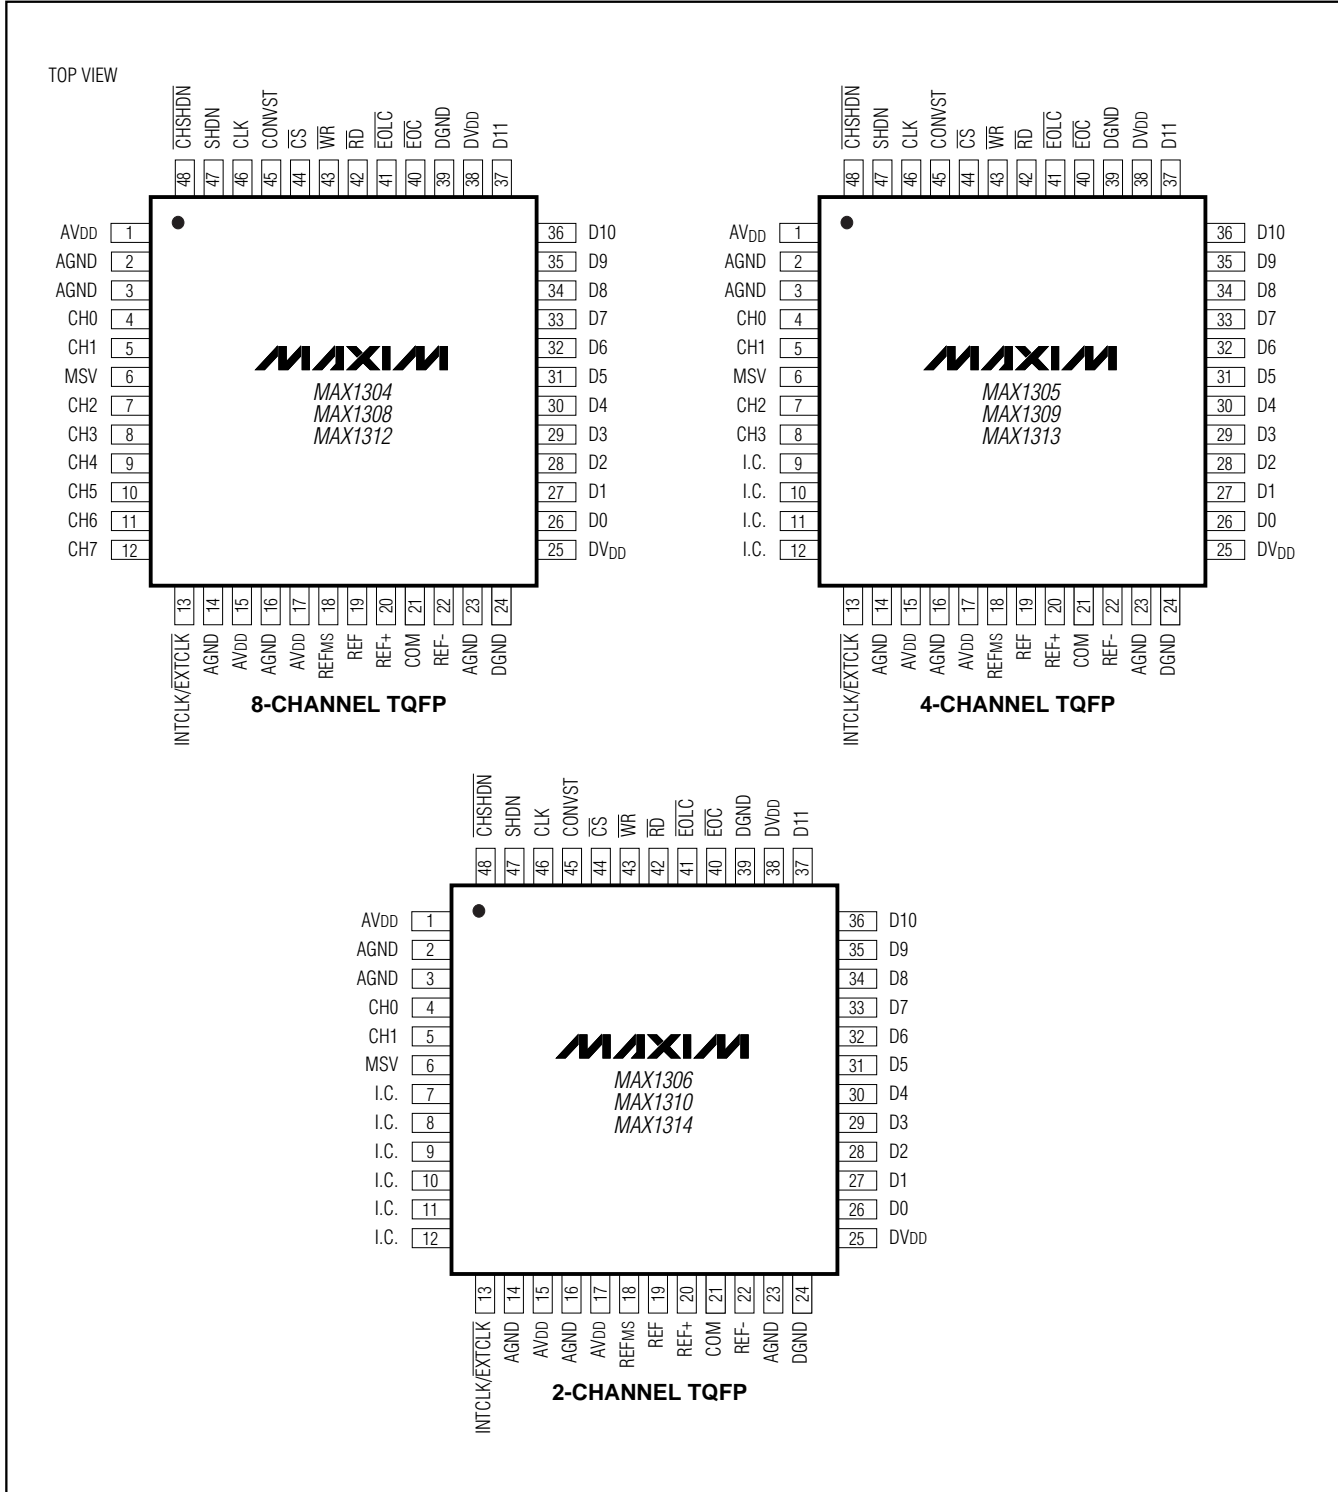 TOP VIEW
CHSHDN SHDN CLK CONVST CS WR RD EOLC EOC DGND DVDD D11
48 47 46 45 44 43 42 41 40 39 38 37
AVDD 1 36 D10
AGND 2 35 D9
AGND 3 34 D8
CH0 4 33 D7
CH1 5 32 D6
MSV 6 31 D5
CH2 7 30 D4
CH3 8 29 D3
CH4 9 28 D2
CH5 10 27 D1
CH6 11 26 D0
CH7 12 25 DVDD
MAXIM
MAX1304
MAX1308
MAX1312
13 14 15 16 17 18 19 20 21 22 23 24
INTCLK/EXTCLK AGND AVDD AGND AVDD REFMS REF REF+ COM REF- AGND DGND
8-CHANNEL TQFP
CHSHDN SHDN CLK CONVST CS WR RD EOLC EOC DGND DVDD D11
48 47 46 45 44 43 42 41 40 39 38 37
AVDD 1 36 D10
AGND 2 35 D9
AGND 3 34 D8
CH0 4 33 D7
CH1 5 32 D6
MSV 6 31 D5
CH2 7 30 D4
CH3 8 29 D3
I.C. 9 28 D2
I.C. 10 27 D1
I.C. 11 26 D0
I.C. 12 25 DVDD
MAXIM
MAX1305
MAX1309
MAX1313
13 14 15 16 17 18 19 20 21 22 23 24
INTCLK/EXTCLK AGND AVDD AGND AVDD REFMS REF REF+ COM REF- AGND DGND
4-CHANNEL TQFP
CHSHDN SHDN CLK CONVST CS WR RD EOLC EOC DGND DVDD D11
48 47 46 45 44 43 42 41 40 39 38 37
AVDD 1 36 D10
AGND 2 35 D9
AGND 3 34 D8
CH0 4 33 D7
CH1 5 32 D6
MSV 6 31 D5
I.C. 7 30 D4
I.C. 8 29 D3
I.C. 9 28 D2
I.C. 10 27 D1
I.C. 11 26 D0
I.C. 12 25 DVDD
MAXIM
MAX1306
MAX1310
MAX1314
13 14 15 16 17 18 19 20 21 22 23 24
INTCLK/EXTCLK AGND AVDD AGND AVDD REFMS REF REF+ COM REF- AGND DGND
2-CHANNEL TQFP